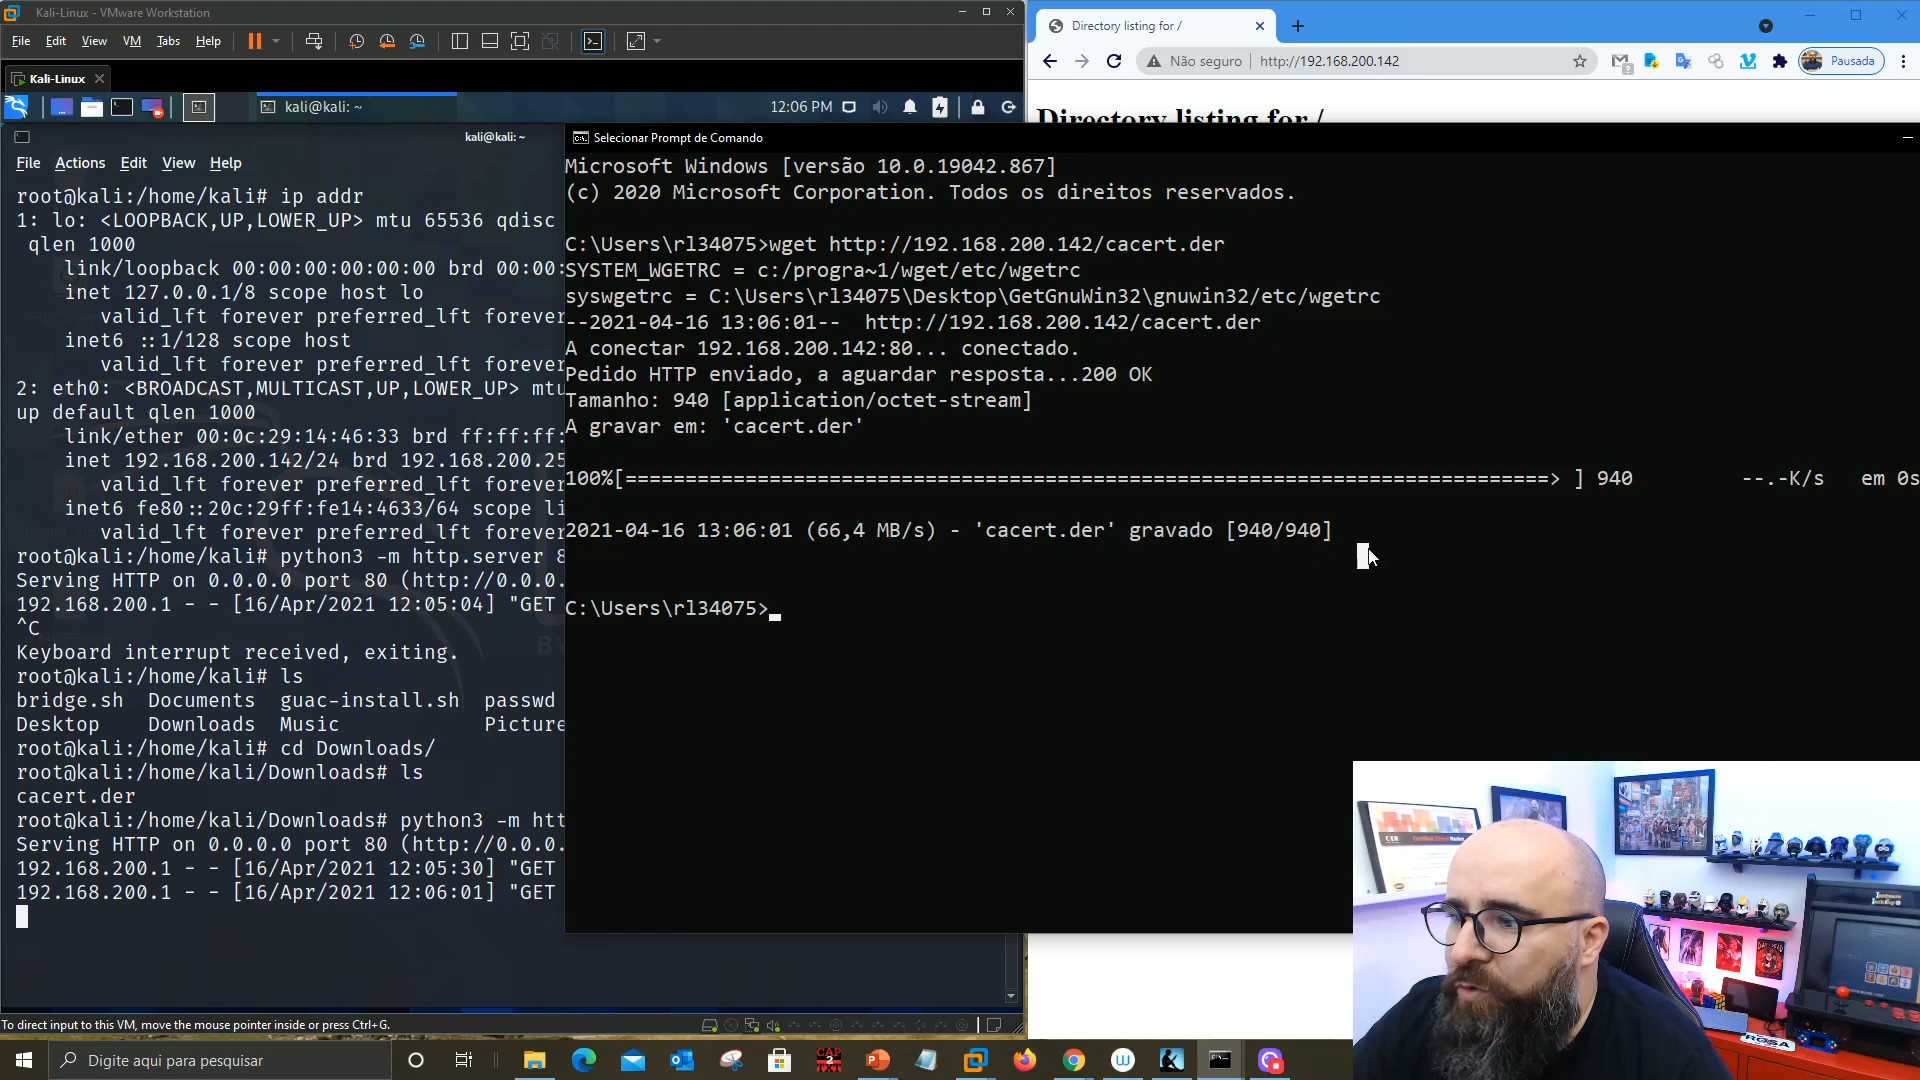 Kali-Linux - VMware Workstation
File Edit View VM Tabs Help
Kali-Linux
kali@kali: ~
12:06 PM
kali@kali: ~
File Actions Edit View Help
root@kali:/home/kali# ip addr
1: lo: <LOOPBACK,UP,LOWER_UP> mtu 65536 qdisc
qlen 1000
link/loopback 00:00:00:00:00:00 brd 00:00:
inet 127.0.0.1/8 scope host lo
valid_lft forever preferred_lft forever
inet6 ::1/128 scope host
valid_lft forever preferred_lft forever
2: eth0: <BROADCAST,MULTICAST,UP,LOWER_UP> mtu
up default qlen 1000
link/ether 00:0c:29:14:46:33 brd ff:ff:ff:
inet 192.168.200.142/24 brd 192.168.200.25
valid_lft forever preferred_lft forever
inet6 fe80::20c:29ff:fe14:4633/64 scope li
valid_lft forever preferred_lft forever
root@kali:/home/kali# python3 -m http.server 8
Serving HTTP on 0.0.0.0 port 80 (http://0.0.0.
192.168.200.1 - - [16/Apr/2021 12:05:04] "GET
^C
Keyboard interrupt received, exiting.
root@kali:/home/kali# ls
bridge.sh Documents guac-install.sh passwd
Desktop Downloads Music Picture
root@kali:/home/kali# cd Downloads/
root@kali:/home/kali/Downloads# ls
cacert.der
root@kali:/home/kali/Downloads# python3 -m htt
Serving HTTP on 0.0.0.0 port 80 (http://0.0.0.
192.168.200.1 - - [16/Apr/2021 12:05:30] "GET
192.168.200.1 - - [16/Apr/2021 12:06:01] "GET
To direct input to this VM, move the mouse pointer inside or press Ctrl+G.
Directory listing for /
Não seguro http://192.168.200.142
Pausada
Directory listing for /
Selecionar Prompt de Comando
Microsoft Windows [versão 10.0.19042.867]
(c) 2020 Microsoft Corporation. Todos os direitos reservados.
C:\Users\rl34075>wget http://192.168.200.142/cacert.der
SYSTEM_WGETRC = c:/progra~1/wget/etc/wgetrc
syswgetrc = C:\Users\rl34075\Desktop\GetGnuWin32\gnuwin32/etc/wgetrc
--2021-04-16 13:06:01-- http://192.168.200.142/cacert.der
A conectar 192.168.200.142:80... conectado.
Pedido HTTP enviado, a aguardar resposta...200 OK
Tamanho: 940 [application/octet-stream]
A gravar em: 'cacert.der'
100%[==============================================================================> ] 940 --.-K/s em 0s
2021-04-16 13:06:01 (66,4 MB/s) - 'cacert.der' gravado [940/940]
C:\Users\rl34075>
Digite aqui para pesquisar
CAP
2
TXT
ROSA